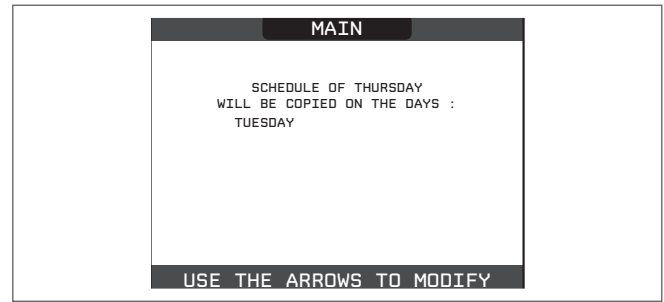 MAIN
SCHEDULE OF THURSDAY
WILL BE COPIED ON THE DAYS :
TUESDAY
USE THE ARROWS TO MODIFY